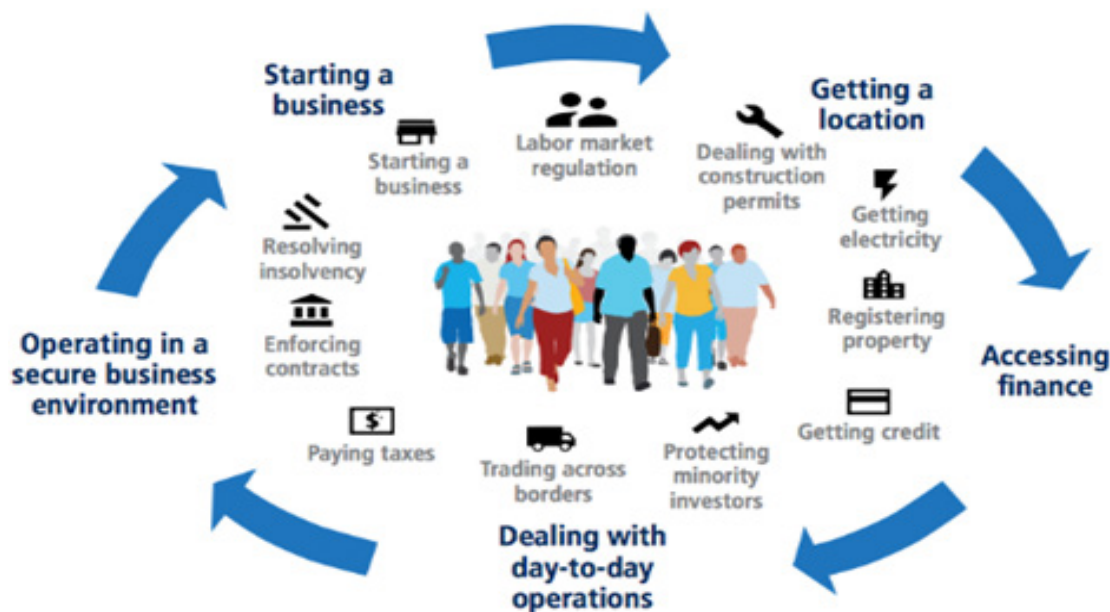 Starting a
business
Getting a
location
Accessing
finance
Dealing with
day-to-day
operations
Operating in a
secure business
environment
Starting a
business
Labor market
regulation
Dealing with
construction
permits
Getting
electricity
Registering
property
Getting credit
Protecting
minority
investors
Trading across
borders
$
Paying taxes
Enforcing
contracts
Resolving
insolvency